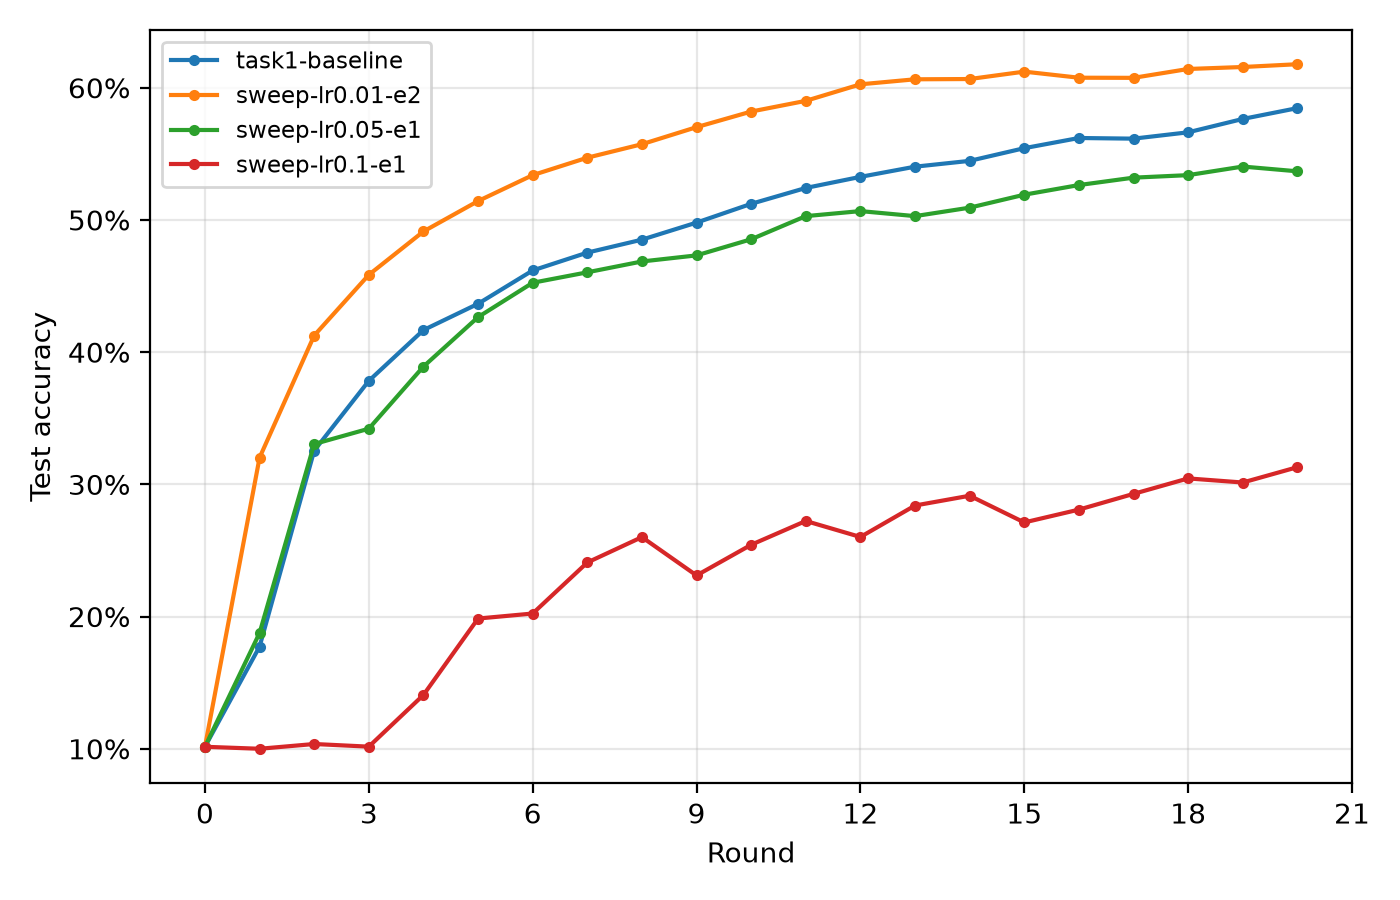 task1-baseline
sweep-lr0.01-e2
sweep-lr0.05-e1
sweep-lr0.1-e1
60%
50%
40%
30%
20%
10%
Test accuracy
0 3 6 9 12 15 18 21
Round